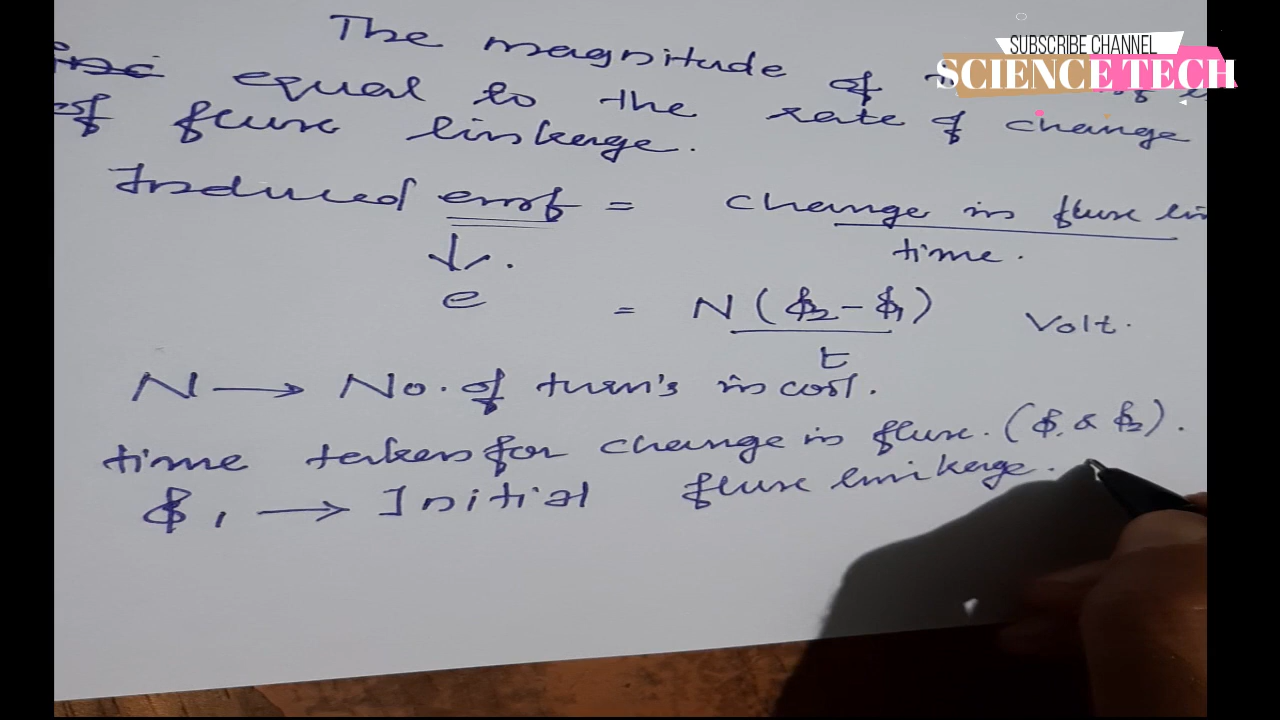 SUBSCRIBE CHANNEL
SCIENCE TECH
The magnitude of
equal to the rate of change
of flux linkage.
Induced emf = change in flux
time.
e = N (ϕ2 - ϕ1) Volt.
t
N → No. of turn's in coil.
time taken for change in flux. (ϕ1 & ϕ2).
ϕ1 → Initial flux linkage.